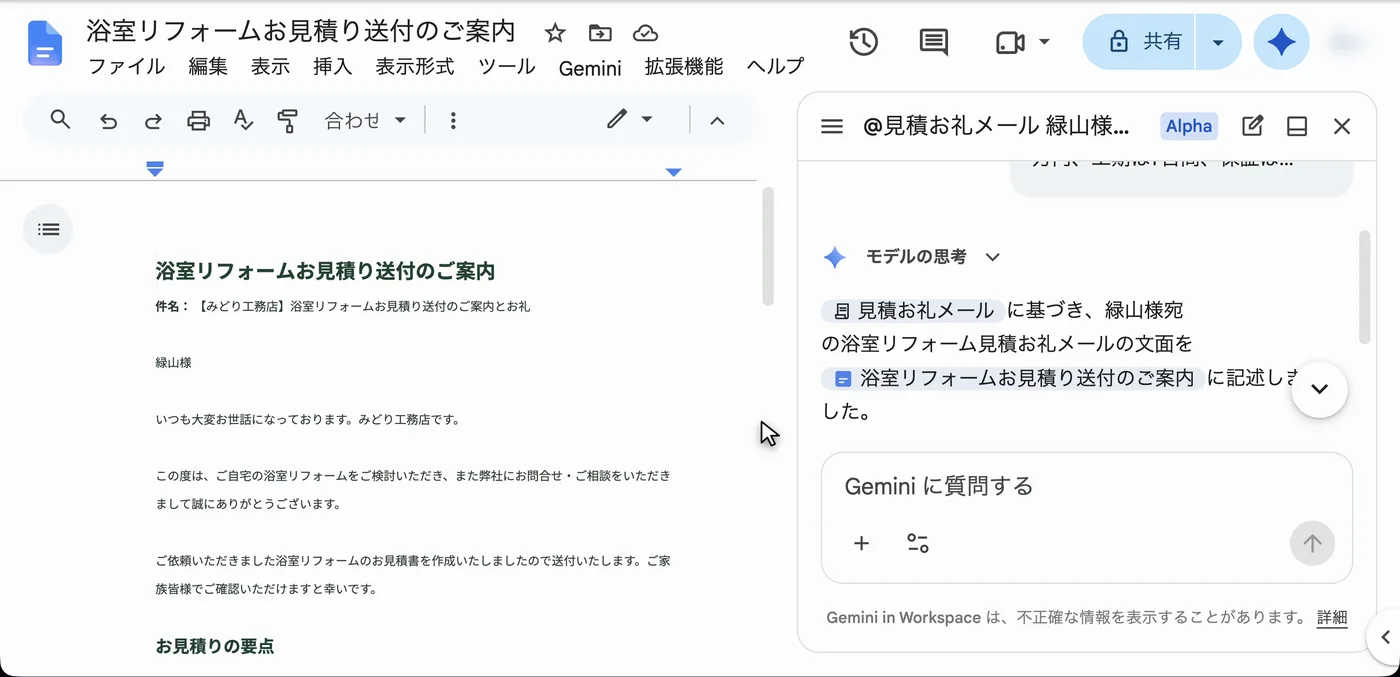 浴室リフォームお見積り送付のご案内
ファイル 編集 表示 挿入 表示形式 ツール Gemini 拡張機能 ヘルプ
共有
合わせ
@見積お礼メール 緑山様... Alpha
浴室リフォームお見積り送付のご案内
件名：【みどり工務店】浴室リフォームお見積り送付のご案内とお礼
緑山様
いつも大変お世話になっております。みどり工務店です。
この度は、ご自宅の浴室リフォームをご検討いただき、また弊社にお問合せ・ご相談をいただき
まして誠にありがとうございます。
ご依頼いただきました浴室リフォームのお見積書を作成いたしましたので送付いたします。ご家
族皆様でご確認いただけますと幸いです。
お見積りの要点
モデルの思考
見積お礼メール に基づき、緑山様宛
の浴室リフォーム見積お礼メールの文面を
浴室リフォームお見積り送付のご案内 に記述しま
した。
Gemini に質問する
Gemini in Workspace は、不正確な情報を表示することがあります。 詳細